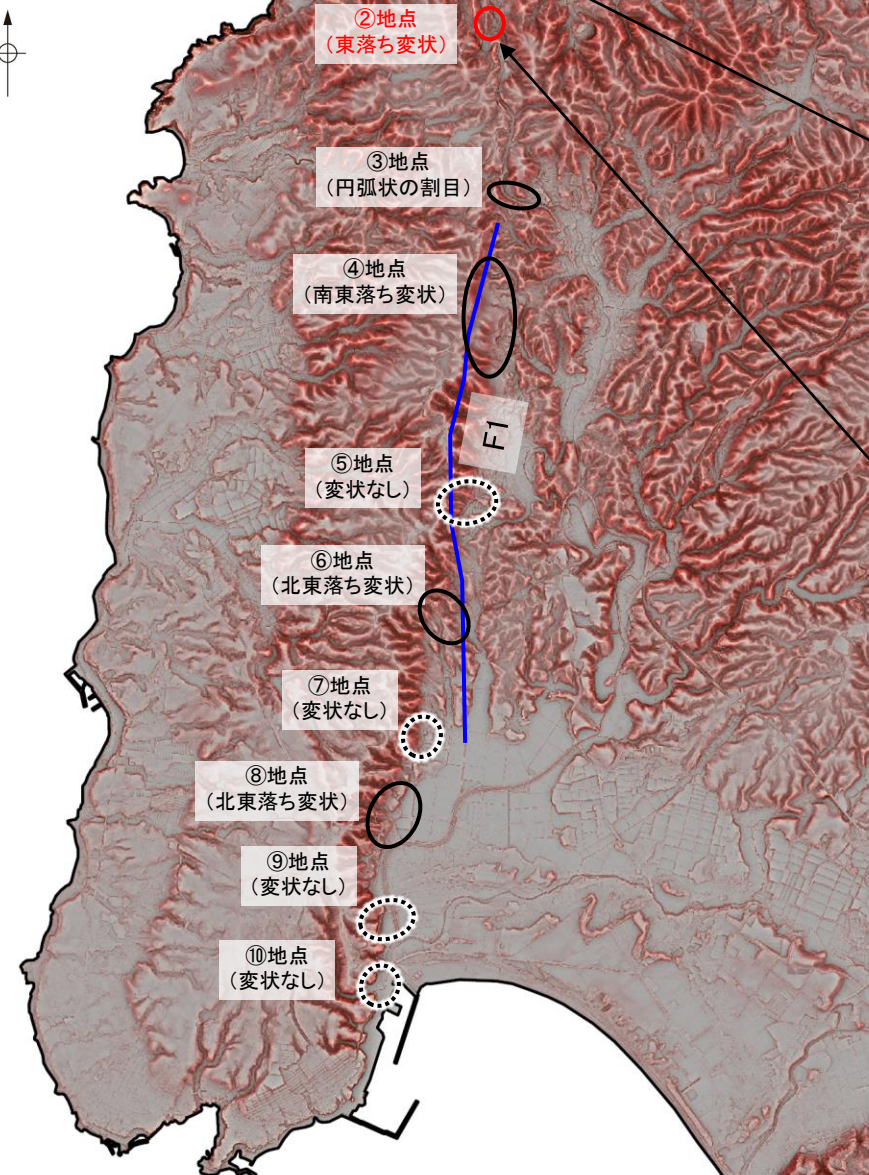 ②地点
(東落ち変状)
③地点
(円弧状の割目)
④地点
(南東落ち変状)
F1
⑤地点
(変状なし)
⑥地点
(北東落ち変状)
⑦地点
(変状なし)
⑧地点
(北東落ち変状)
⑨地点
(変状なし)
⑩地点
(変状なし)